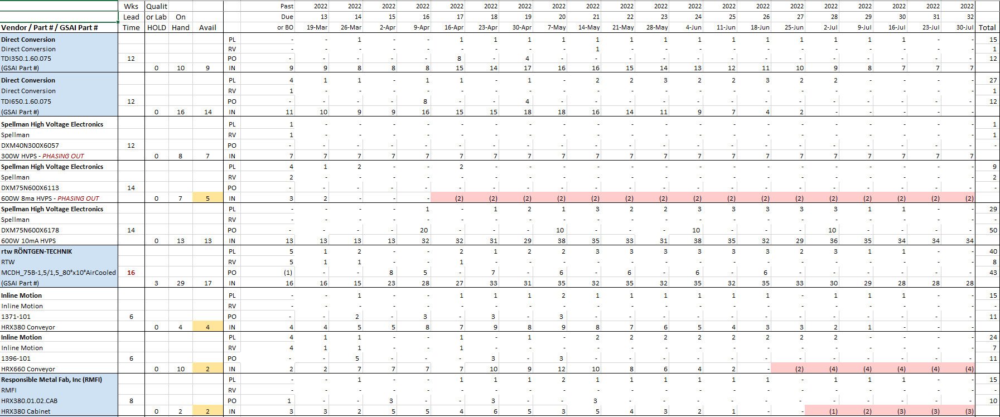 Wks Qualit Past 2022 2022 2022 2022 2022 2022 2022 2022 2022 2022 2022 2022 2022 2022 2022 2022 2022 2022 2022 2022
Lead or Lab On Due 13 14 15 16 17 18 19 20 21 22 23 24 25 26 27 28 29 30 31 32
Vendor / Part # / GSAI Part # Time HOLD Hand Avail or BO 19-Mar 26-Mar 2-Apr 9-Apr 16-Apr 23-Apr 30-Apr 7-May 14-May 21-May 28-May 4-Jun 11-Jun 18-Jun 25-Jun 2-Jul 9-Jul 16-Jul 23-Jul 30-Jul Total
Direct Conversion PL - - 1 - - 1 1 1 1 1 1 1 1 1 1 1 1 1 1 - - 15
Direct Conversion RV - - - - - - - - - 1 - - - - - - - - - - - 1
TDI350.1.60.075 12 PO - - - - - 8 - 4 - - - - - - - - - - - - - 12
(GSAI Part #) 0 10 9 IN 9 9 8 8 8 15 14 17 16 16 15 14 13 12 11 10 9 8 7 7 7
Direct Conversion PL 4 1 1 - 1 1 - 1 - 2 2 3 2 2 3 2 2 - - - - 27
Direct Conversion RV 1 - - - - - - - - - - - - - - - - - - - - 1
TDI650.1.60.075 12 PO - - - - 8 - - 4 - - - - - - - - - - - - - 12
(GSAI Part #) 0 16 14 IN 11 10 9 9 16 15 15 18 18 16 14 11 9 7 4 2 - - - - -
Spellman High Voltage Electronics PL 1 - - - - - - - - - - - - - - - - - - - - 1
Spellman RV 1 - - - - - - - - - - - - - - - - - - - - 1
DXM40N300X6057 12 PO - - - - - - - - - - - - - - - - - - - - - -
300W HVPS - PHASING OUT 0 8 7 IN 7 7 7 7 7 7 7 7 7 7 7 7 7 7 7 7 7 7 7 7 7
Spellman High Voltage Electronics PL 4 1 2 - - 2 - - - - - - - - - - - - - - - 9
Spellman RV 2 - - - - - - - - - - - - - - - - - - - - 2
DXM75N600X6113 14 PO - - - - - - - - - - - - - - - - - - - - - -
600W 8ma HVPS - PHASING OUT 0 7 5 IN 3 2 - - - (2) (2) (2) (2) (2) (2) (2) (2) (2) (2) (2) (2) (2) (2) (2) (2)
Spellman High Voltage Electronics PL - - - - 1 - 1 2 1 3 2 2 3 3 3 3 3 1 1 - - 29
Spellman RV - - - - - - - - - - - - - - - - - - - - - -
DXM75N600X6178 14 PO - - - - 20 - - - 10 - - - 10 - - - 10 - - - - 50
600W 10mA HVPS 0 13 13 IN 13 13 13 13 32 32 31 29 38 35 33 31 38 35 32 29 36 35 34 34 34
rtw RÖNTGEN-TECHNIK PL 5 1 2 - - 2 1 2 2 3 3 3 3 3 3 2 3 1 1 - - 40
RTW RV 5 1 1 - - 1 - - - - - - - - - - - - - - - 8
MCDH_75B-1,5/1,5_80°x10°AirCooled 16 PO (1) - - 8 5 - 7 - 6 - 6 - 6 - 6 - - - - - - 43
(GSAI Part #) 3 29 17 IN 16 16 15 23 28 27 33 31 35 32 35 32 35 32 35 33 30 29 28 28 28
Inline Motion PL - - 1 - - 1 1 1 2 1 1 1 1 1 1 - 1 1 1 - - 15
Inline Motion RV - - - - - - - - - - - - - - - - - - - - - -
1371-101 6 PO - - 2 - 3 - 3 - 3 - - - - - - - - - - - - 11
HRX380 Conveyor 0 4 4 IN 4 4 5 5 8 7 9 8 9 8 7 6 5 4 3 3 2 1 - - -
Inline Motion PL 4 1 1 - - 1 - 1 - 2 2 2 2 2 2 2 2 - - - - 24
Inline Motion RV 4 1 1 - - 1 - - - - - - - - - - - - - - - 7
1396-101 6 PO - - 5 - - - 3 - 3 - - - - - - - - - - - - 11
HRX660 Conveyor 0 10 2 IN 2 2 7 7 7 7 10 9 12 10 8 6 4 2 - (2) (4) (4) (4) (4) (4)
Responsible Metal Fab, Inc (RMFI) PL - - 1 - - 1 1 1 2 1 1 1 1 1 1 - 1 1 1 - - 15
RMFI RV - - - - - - - - - - - - - - - - - - - - - -
HRX380.01.02.CAB 8 PO 1 - - 3 - - 3 - - 3 - - - - - - - - - - - 10
HRX380 Cabinet 0 2 2 IN 3 3 2 5 5 4 6 5 3 5 4 3 2 1 - - (1) (2) (3) (3) (3)